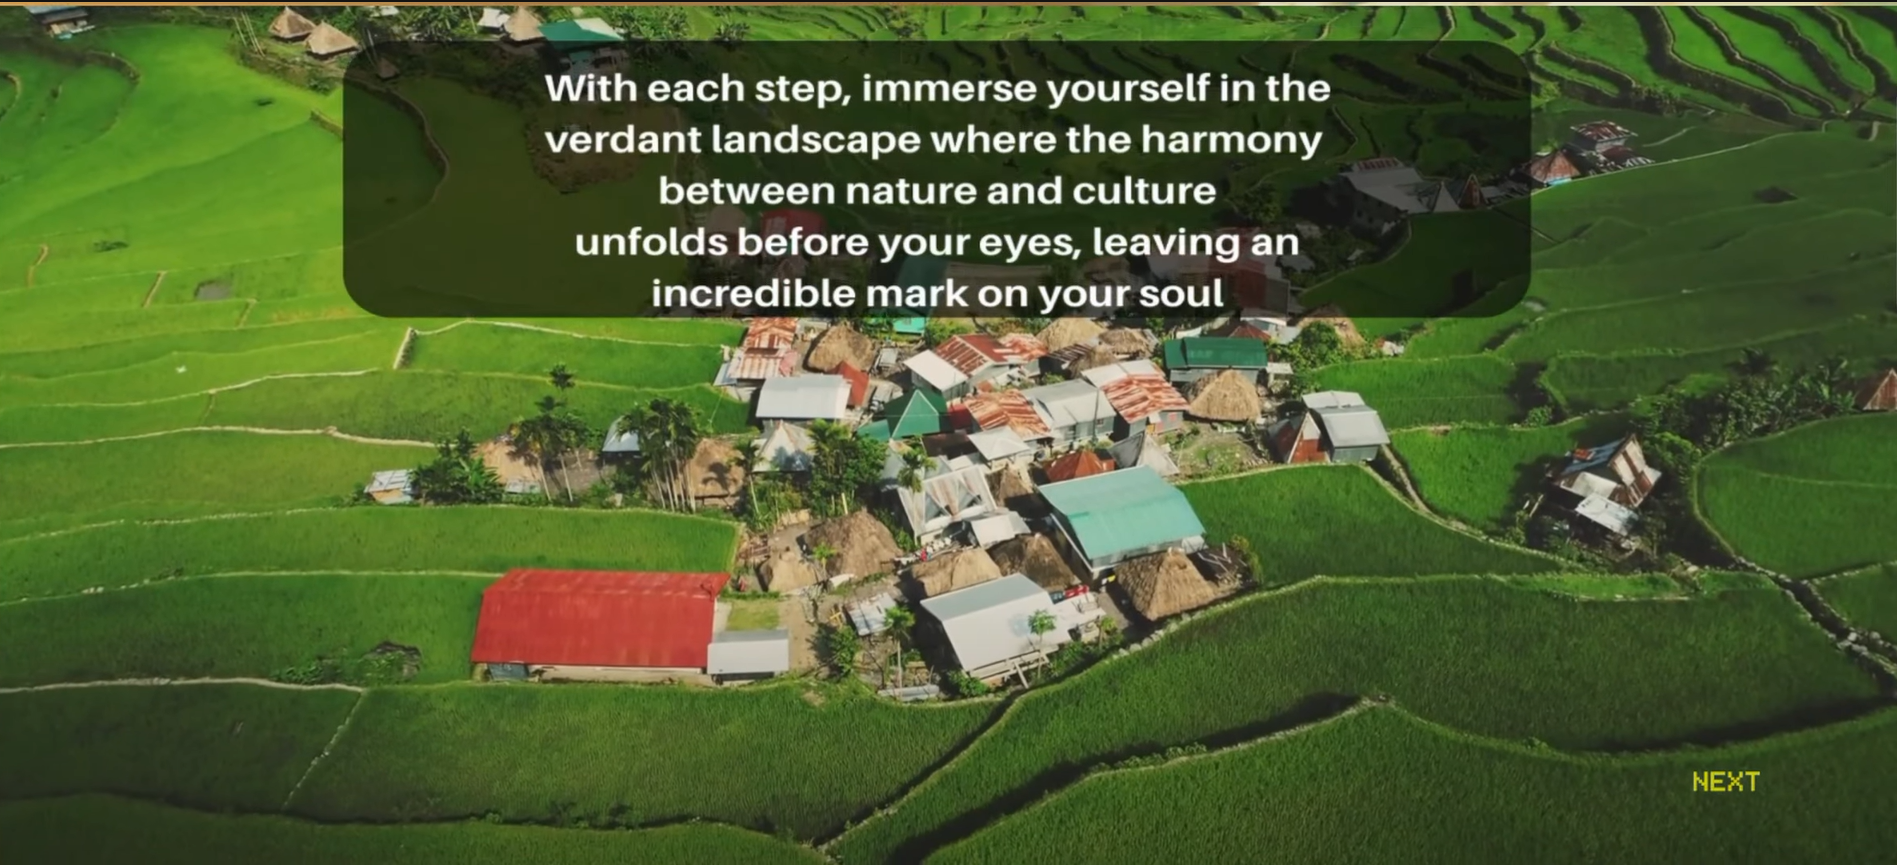 With each step, immerse yourself in the
verdant landscape where the harmony
between nature and culture
unfolds before your eyes, leaving an
incredible mark on your soul
NEXT